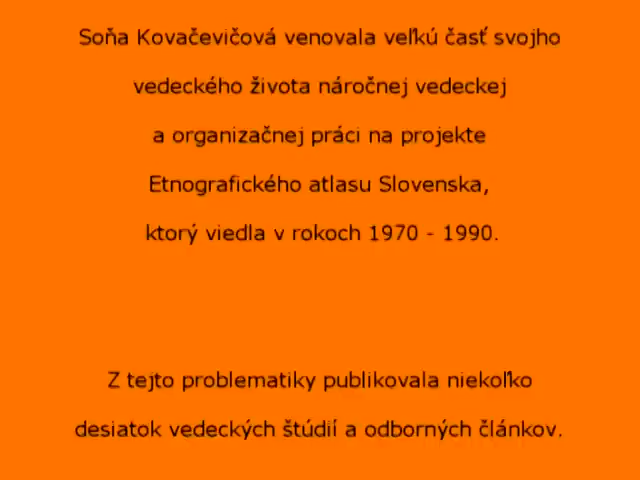 Soňa Kovačevičová venovala veľkú časť svojho
vedeckého života náročnej vedeckej
a organizačnej práci na projekte
Etnografického atlasu Slovenska,
ktorý viedla v rokoch 1970 - 1990.
Z tejto problematiky publikovala niekoľko
desiatok vedeckých štúdií a odborných článkov.